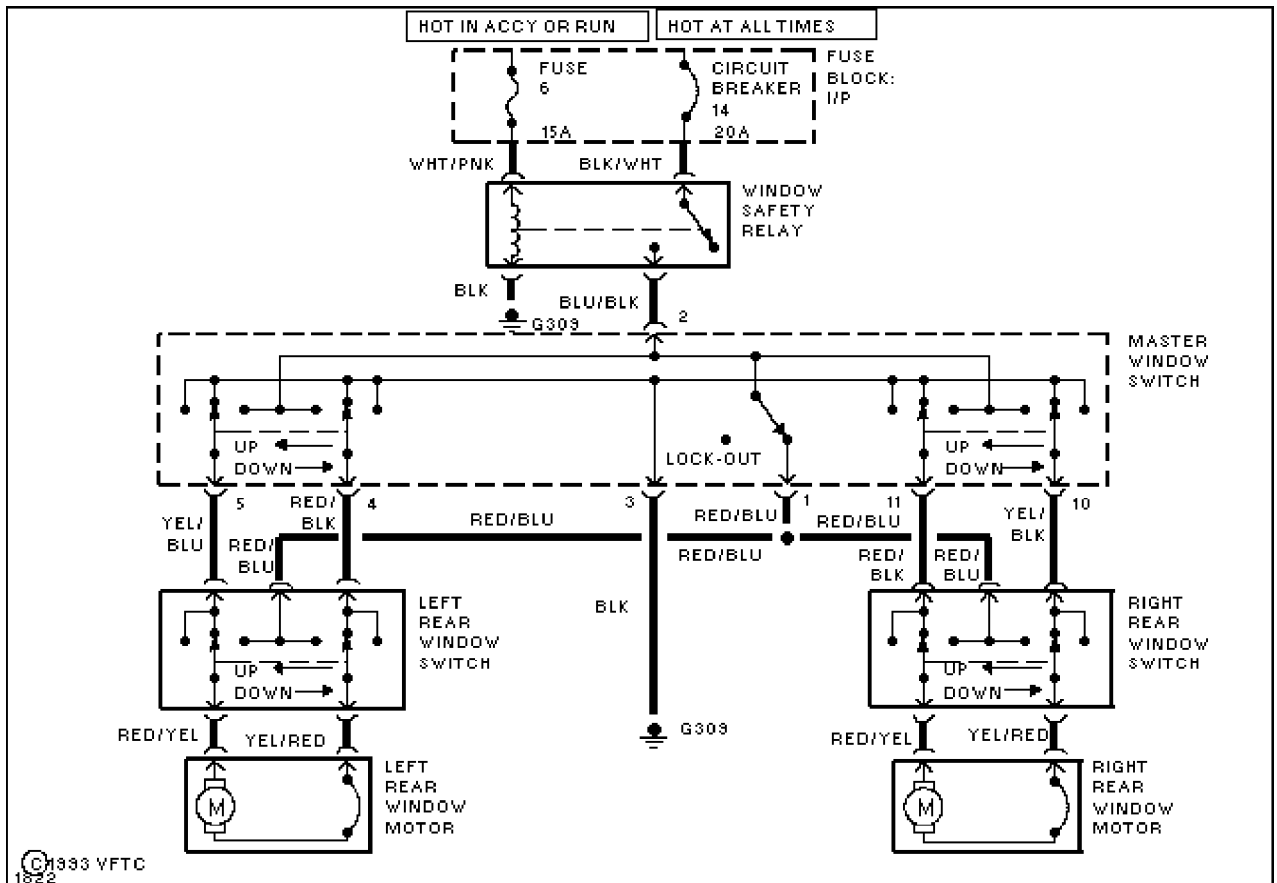 HOT IN ACCY OR RUN
HOT AT ALL TIMES
FUSE
6
15A
CIRCUIT
BREAKER
14
20A
FUSE
BLOCK:
I/P
WHT/PNK
BLK/WHT
WINDOW
SAFETY
RELAY
BLK
BLU/BLK
2
G309
MASTER
WINDOW
SWITCH
UP
DOWN
LOCK-OUT
UP
DOWN
5
RED/
BLK
4
3
1
11
10
YEL/
BLU
RED/
BLU
RED/BLU
RED/BLU
RED/BLU
RED/BLU
RED/
BLK
RED/
BLU
YEL/
BLK
LEFT
REAR
WINDOW
SWITCH
BLK
RIGHT
REAR
WINDOW
SWITCH
UP
DOWN
UP
DOWN
RED/YEL
YEL/RED
G309
RED/YEL
YEL/RED
LEFT
REAR
WINDOW
MOTOR
M
RIGHT
REAR
WINDOW
MOTOR
M
C 1993 VFTC
1822